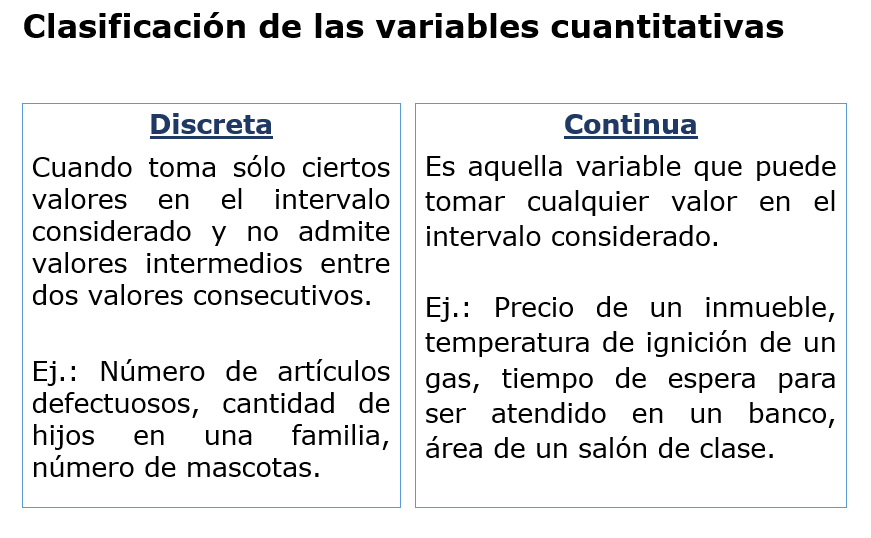 Clasificación de las variables cuantitativas
Discreta
Cuando toma sólo ciertos
valores en el intervalo
considerado y no admite
valores intermedios entre
dos valores consecutivos.
Ej.: Número de artículos
defectuosos, cantidad de
hijos en una familia,
número de mascotas.
Continua
Es aquella variable que puede
tomar cualquier valor en el
intervalo considerado.
Ej.: Precio de un inmueble,
temperatura de ignición de un
gas, tiempo de espera para
ser atendido en un banco,
área de un salón de clase.